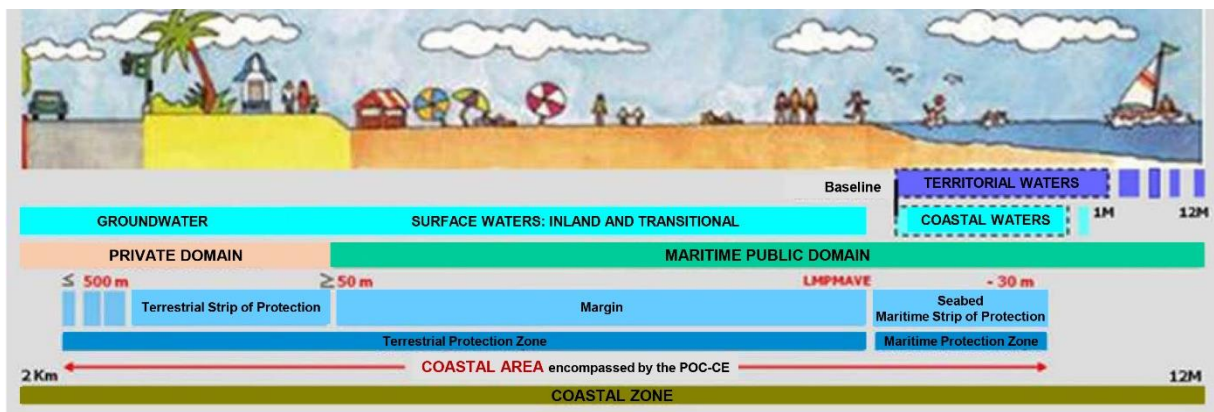 Baseline
TERRITORIAL WATERS
GROUNDWATER
SURFACE WATERS: INLAND AND TRANSITIONAL
COASTAL WATERS
1M
12M
PRIVATE DOMAIN
MARITIME PUBLIC DOMAIN
≤ 500 m
≥ 50 m
LMPMAVE
- 30 m
Terrestrial Strip of Protection
Margin
Seabed
Maritime Strip of Protection
Terrestrial Protection Zone
Maritime Protection Zone
COASTAL AREA encompassed by the POC-CE
2 Km
12M
COASTAL ZONE